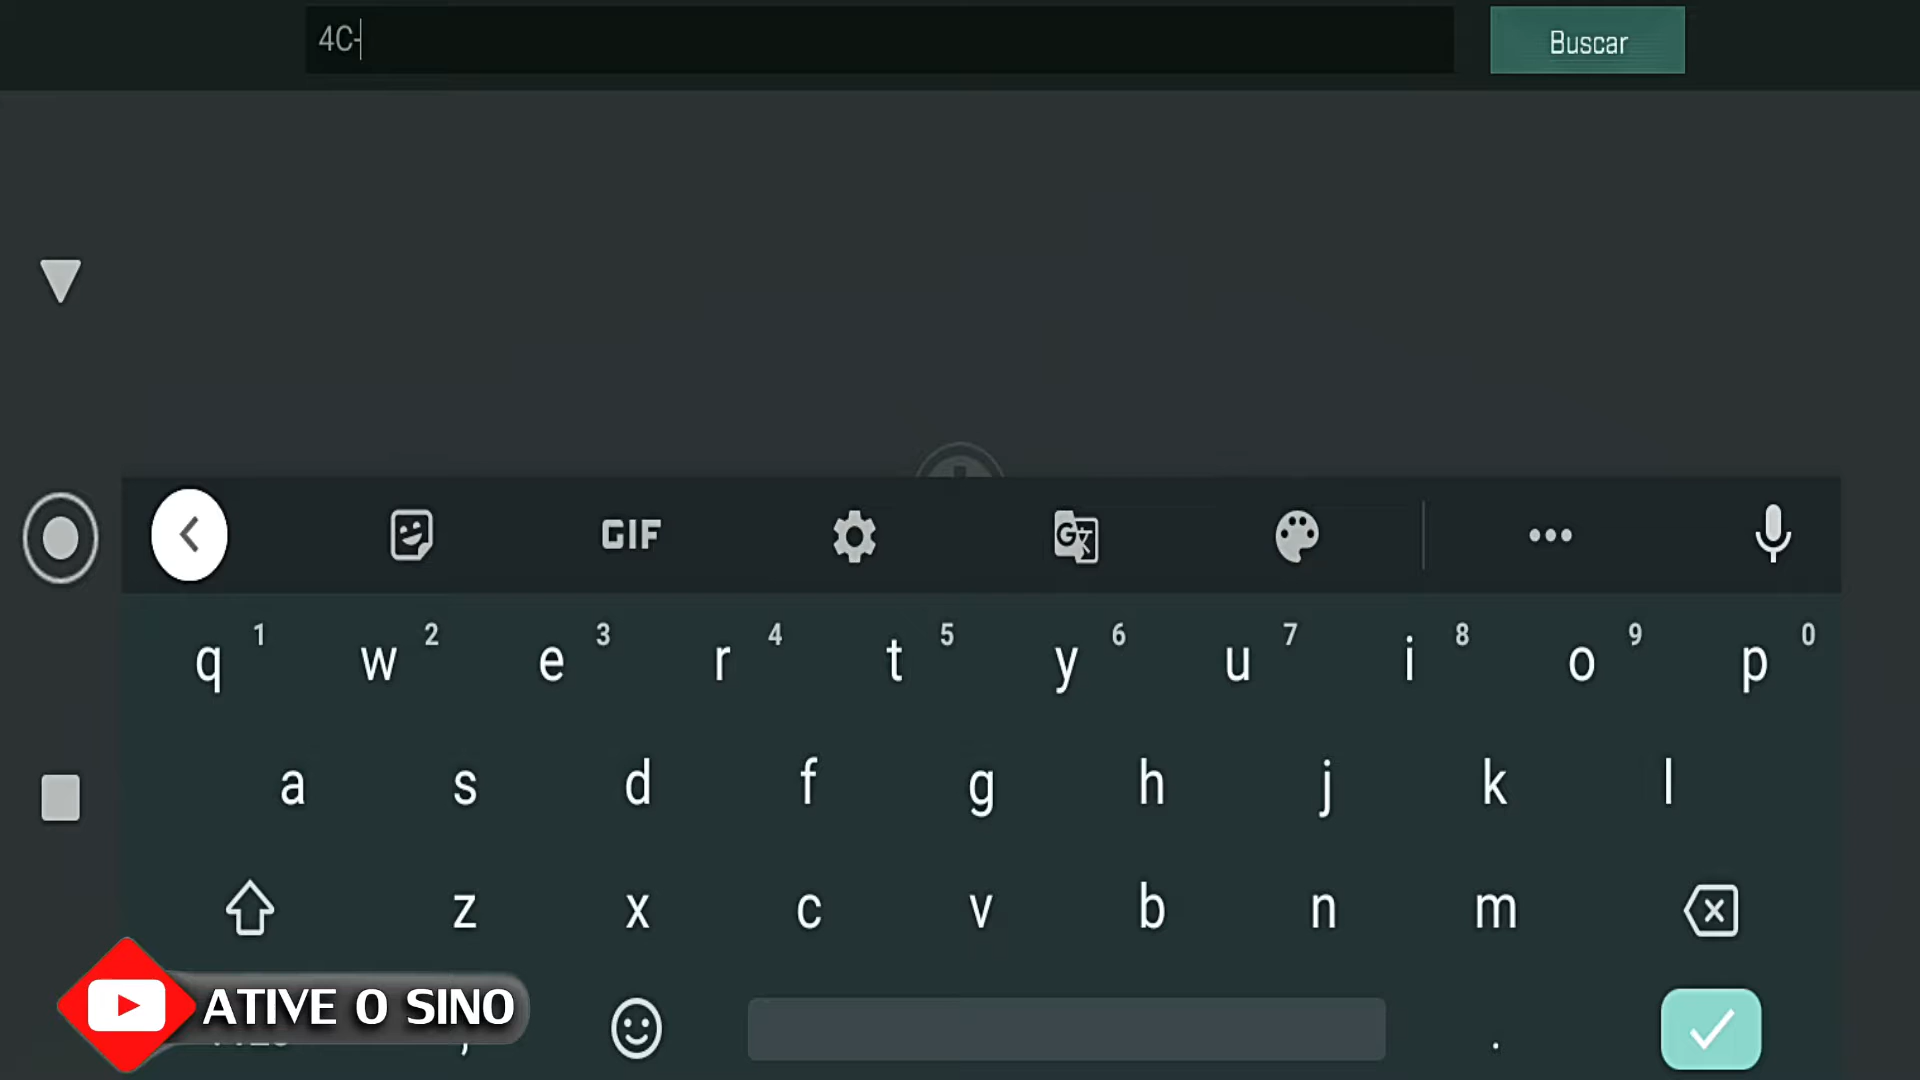 4C-
Buscar
GIF
G
1 2 3 4 5 6 7 8 9 0
q w e r t y u i o p
a s d f g h j k l
z x c v b n m
ATIVE O SINO
, .